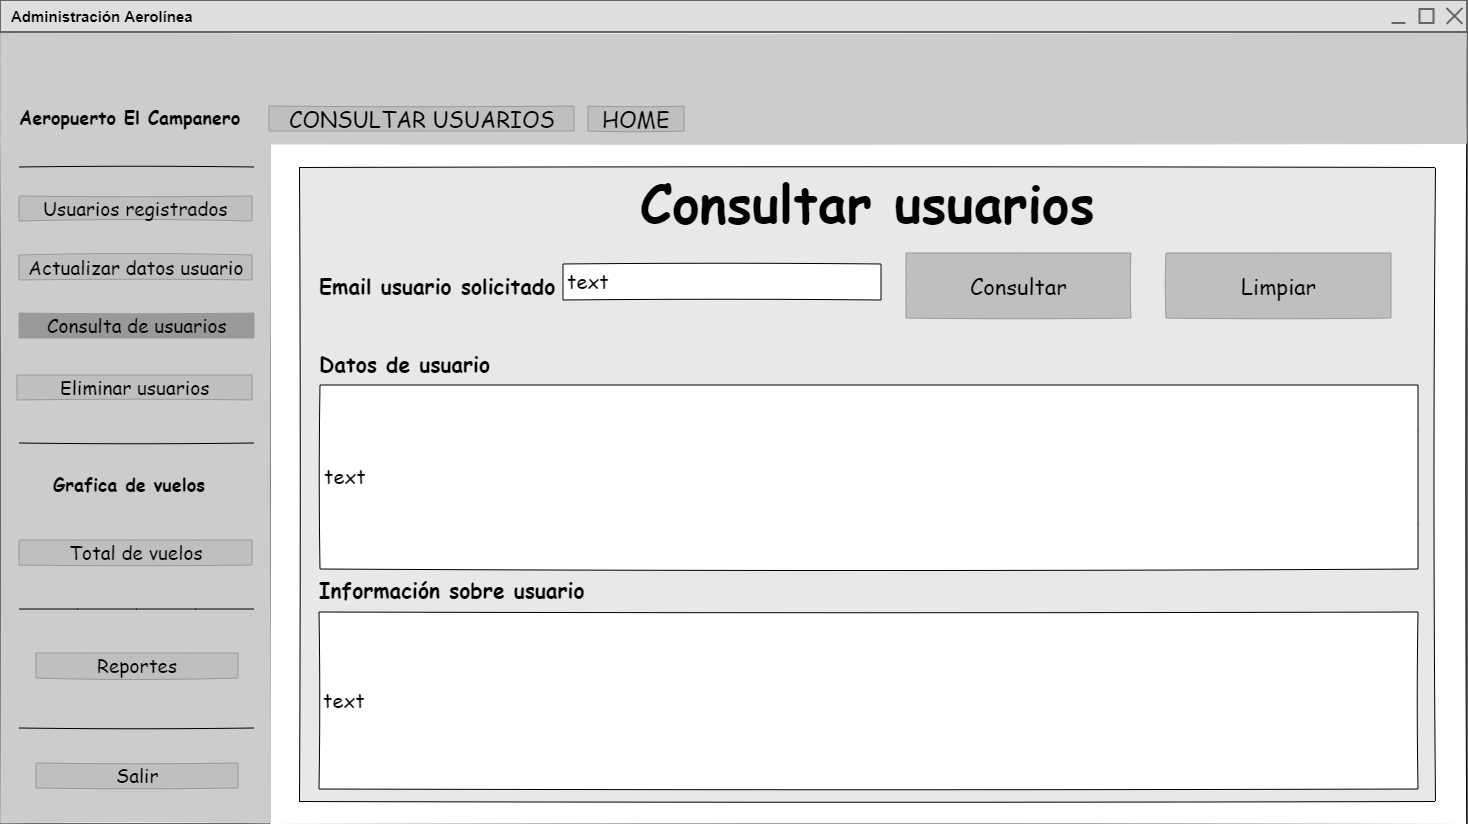 Administración Aerolínea
Aeropuerto El Campanero
CONSULTAR USUARIOS
HOME
Usuarios registrados
Actualizar datos usuario
Consulta de usuarios
Eliminar usuarios
Grafica de vuelos
Total de vuelos
Reportes
Salir
Consultar usuarios
Email usuario solicitado
text
Consultar
Limpiar
Datos de usuario
text
Información sobre usuario
text